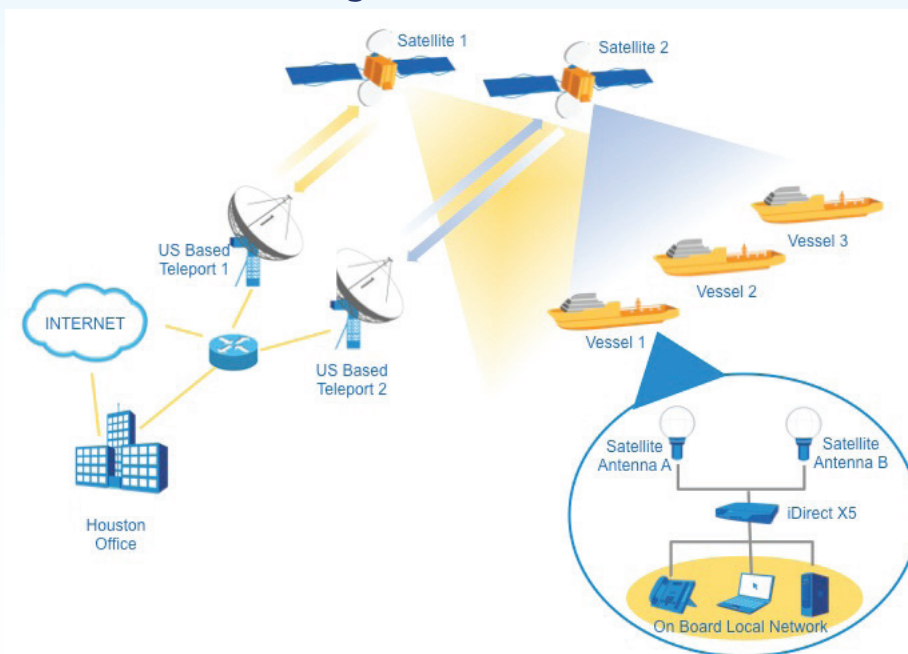 Satellite 1
Satellite 2
US Based
Teleport 1
Vessel 3
Vessel 2
INTERNET
Vessel 1
US Based
Teleport 2
Satellite
Antenna A
Satellite
Antenna B
iDirect X5
Houston
Office
On Board Local Network